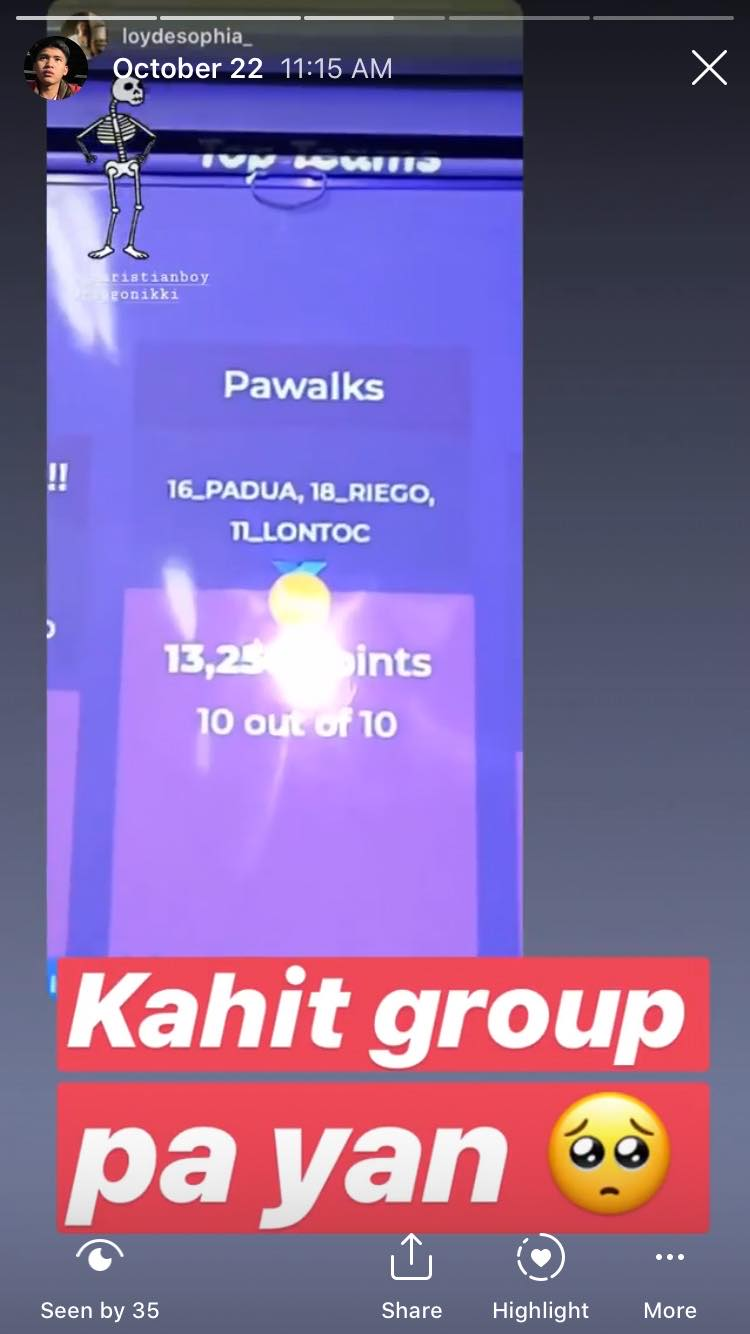 loydesophia_
October 22 11:15 AM
Top Teams
Pawalks
!!
16_PADUA, 18_RIEGO,
11_LONTOC
10 out of 10
Kahit group
pa yan
Seen by 35
Share
Highlight
More